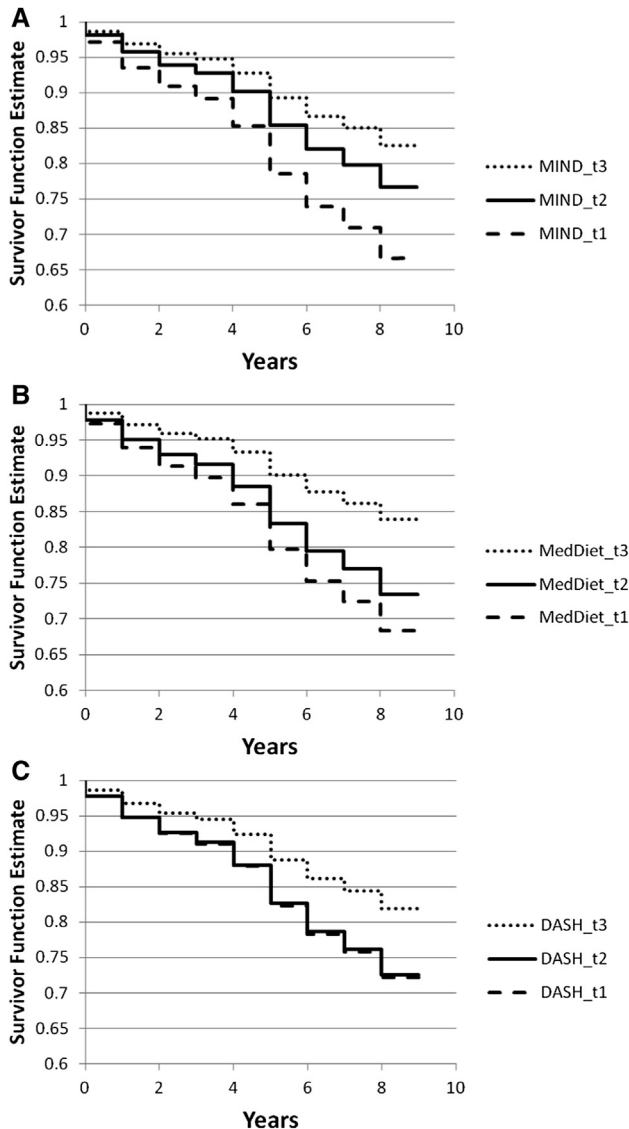 A
Survivor Function Estimate
1
0.95
0.9
0.85
0.8
0.75
0.7
0.65
0.6
0 2 4 6 8 10
Years
MIND_t3
MIND_t2
MIND_t1
B
Survivor Function Estimate
1
0.95
0.9
0.85
0.8
0.75
0.7
0.65
0.6
0 2 4 6 8 10
Years
MedDiet_t3
MedDiet_t2
MedDiet_t1
C
Survivor Function Estimate
1
0.95
0.9
0.85
0.8
0.75
0.7
0.65
0.6
0 2 4 6 8 10
Years
DASH_t3
DASH_t2
DASH_t1